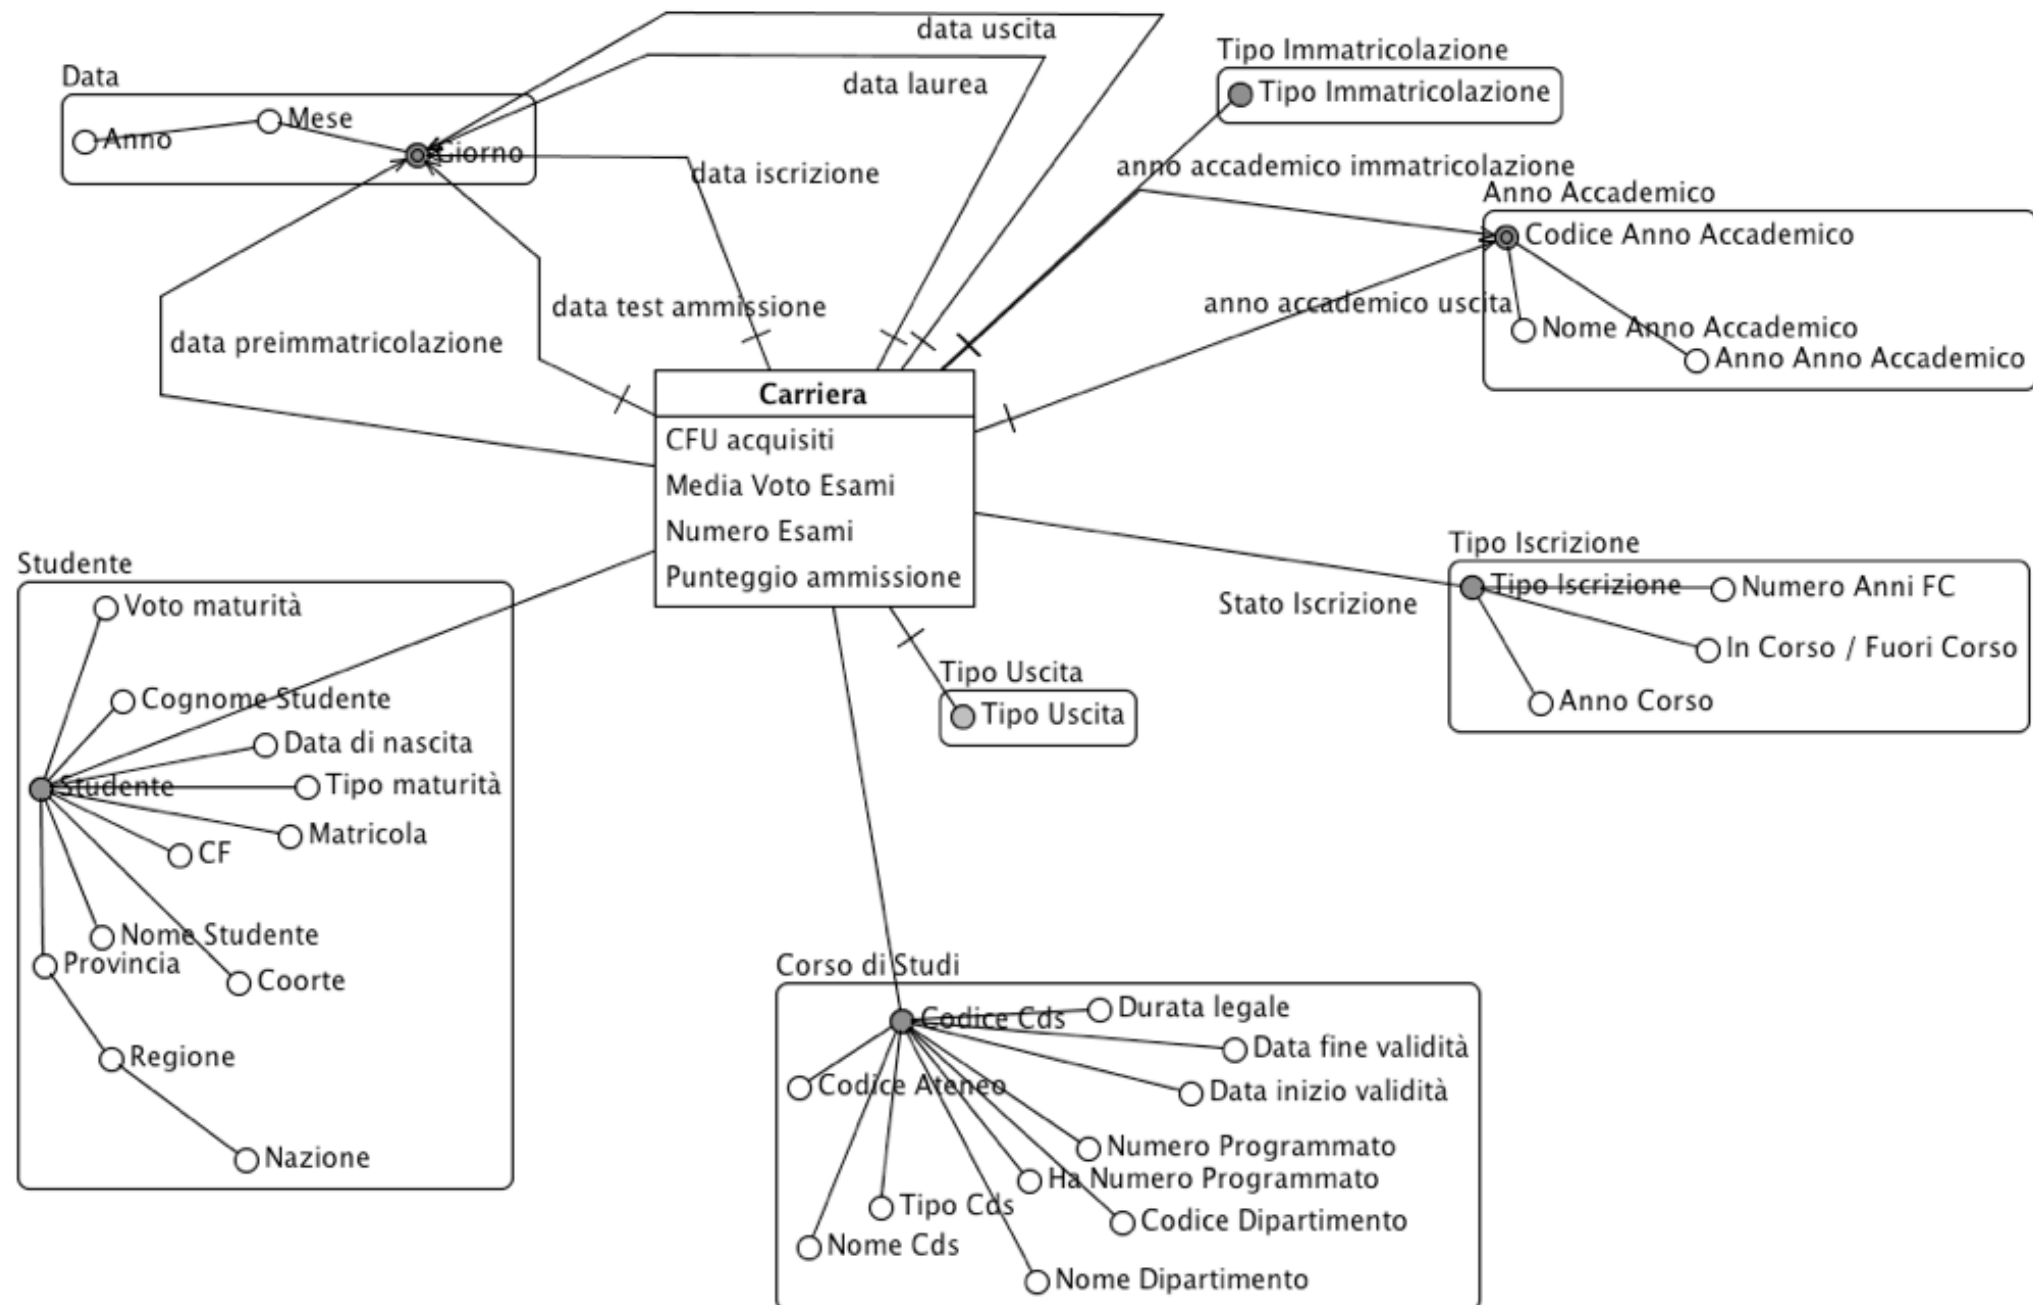 data uscita
Tipo Immatricolazione
Data
data laurea
Tipo Immatricolazione
Mese
Anno
Giorno
data iscrizione
anno accademico immatricolazione
Anno Accademico
Codice Anno Accademico
data test ammissione
anno accademico uscita
data preimmatricolazione
Nome Anno Accademico
Anno Anno Accademico
Carriera
CFU acquisiti
Media Voto Esami
Numero Esami
Punteggio ammissione
Tipo Iscrizione
Tipo Iscrizione
Numero Anni FC
Stato Iscrizione
In Corso / Fuori Corso
Anno Corso
Tipo Uscita
Tipo Uscita
Studente
Voto maturità
Cognome Studente
Data di nascita
Studente
Tipo maturità
Matricola
CF
Nome Studente
Provincia
Coorte
Regione
Nazione
Corso di Studi
Codice Cds
Durata legale
Data fine validità
Codice Ateneo
Data inizio validità
Numero Programmato
Ha Numero Programmato
Tipo Cds
Codice Dipartimento
Nome Cds
Nome Dipartimento